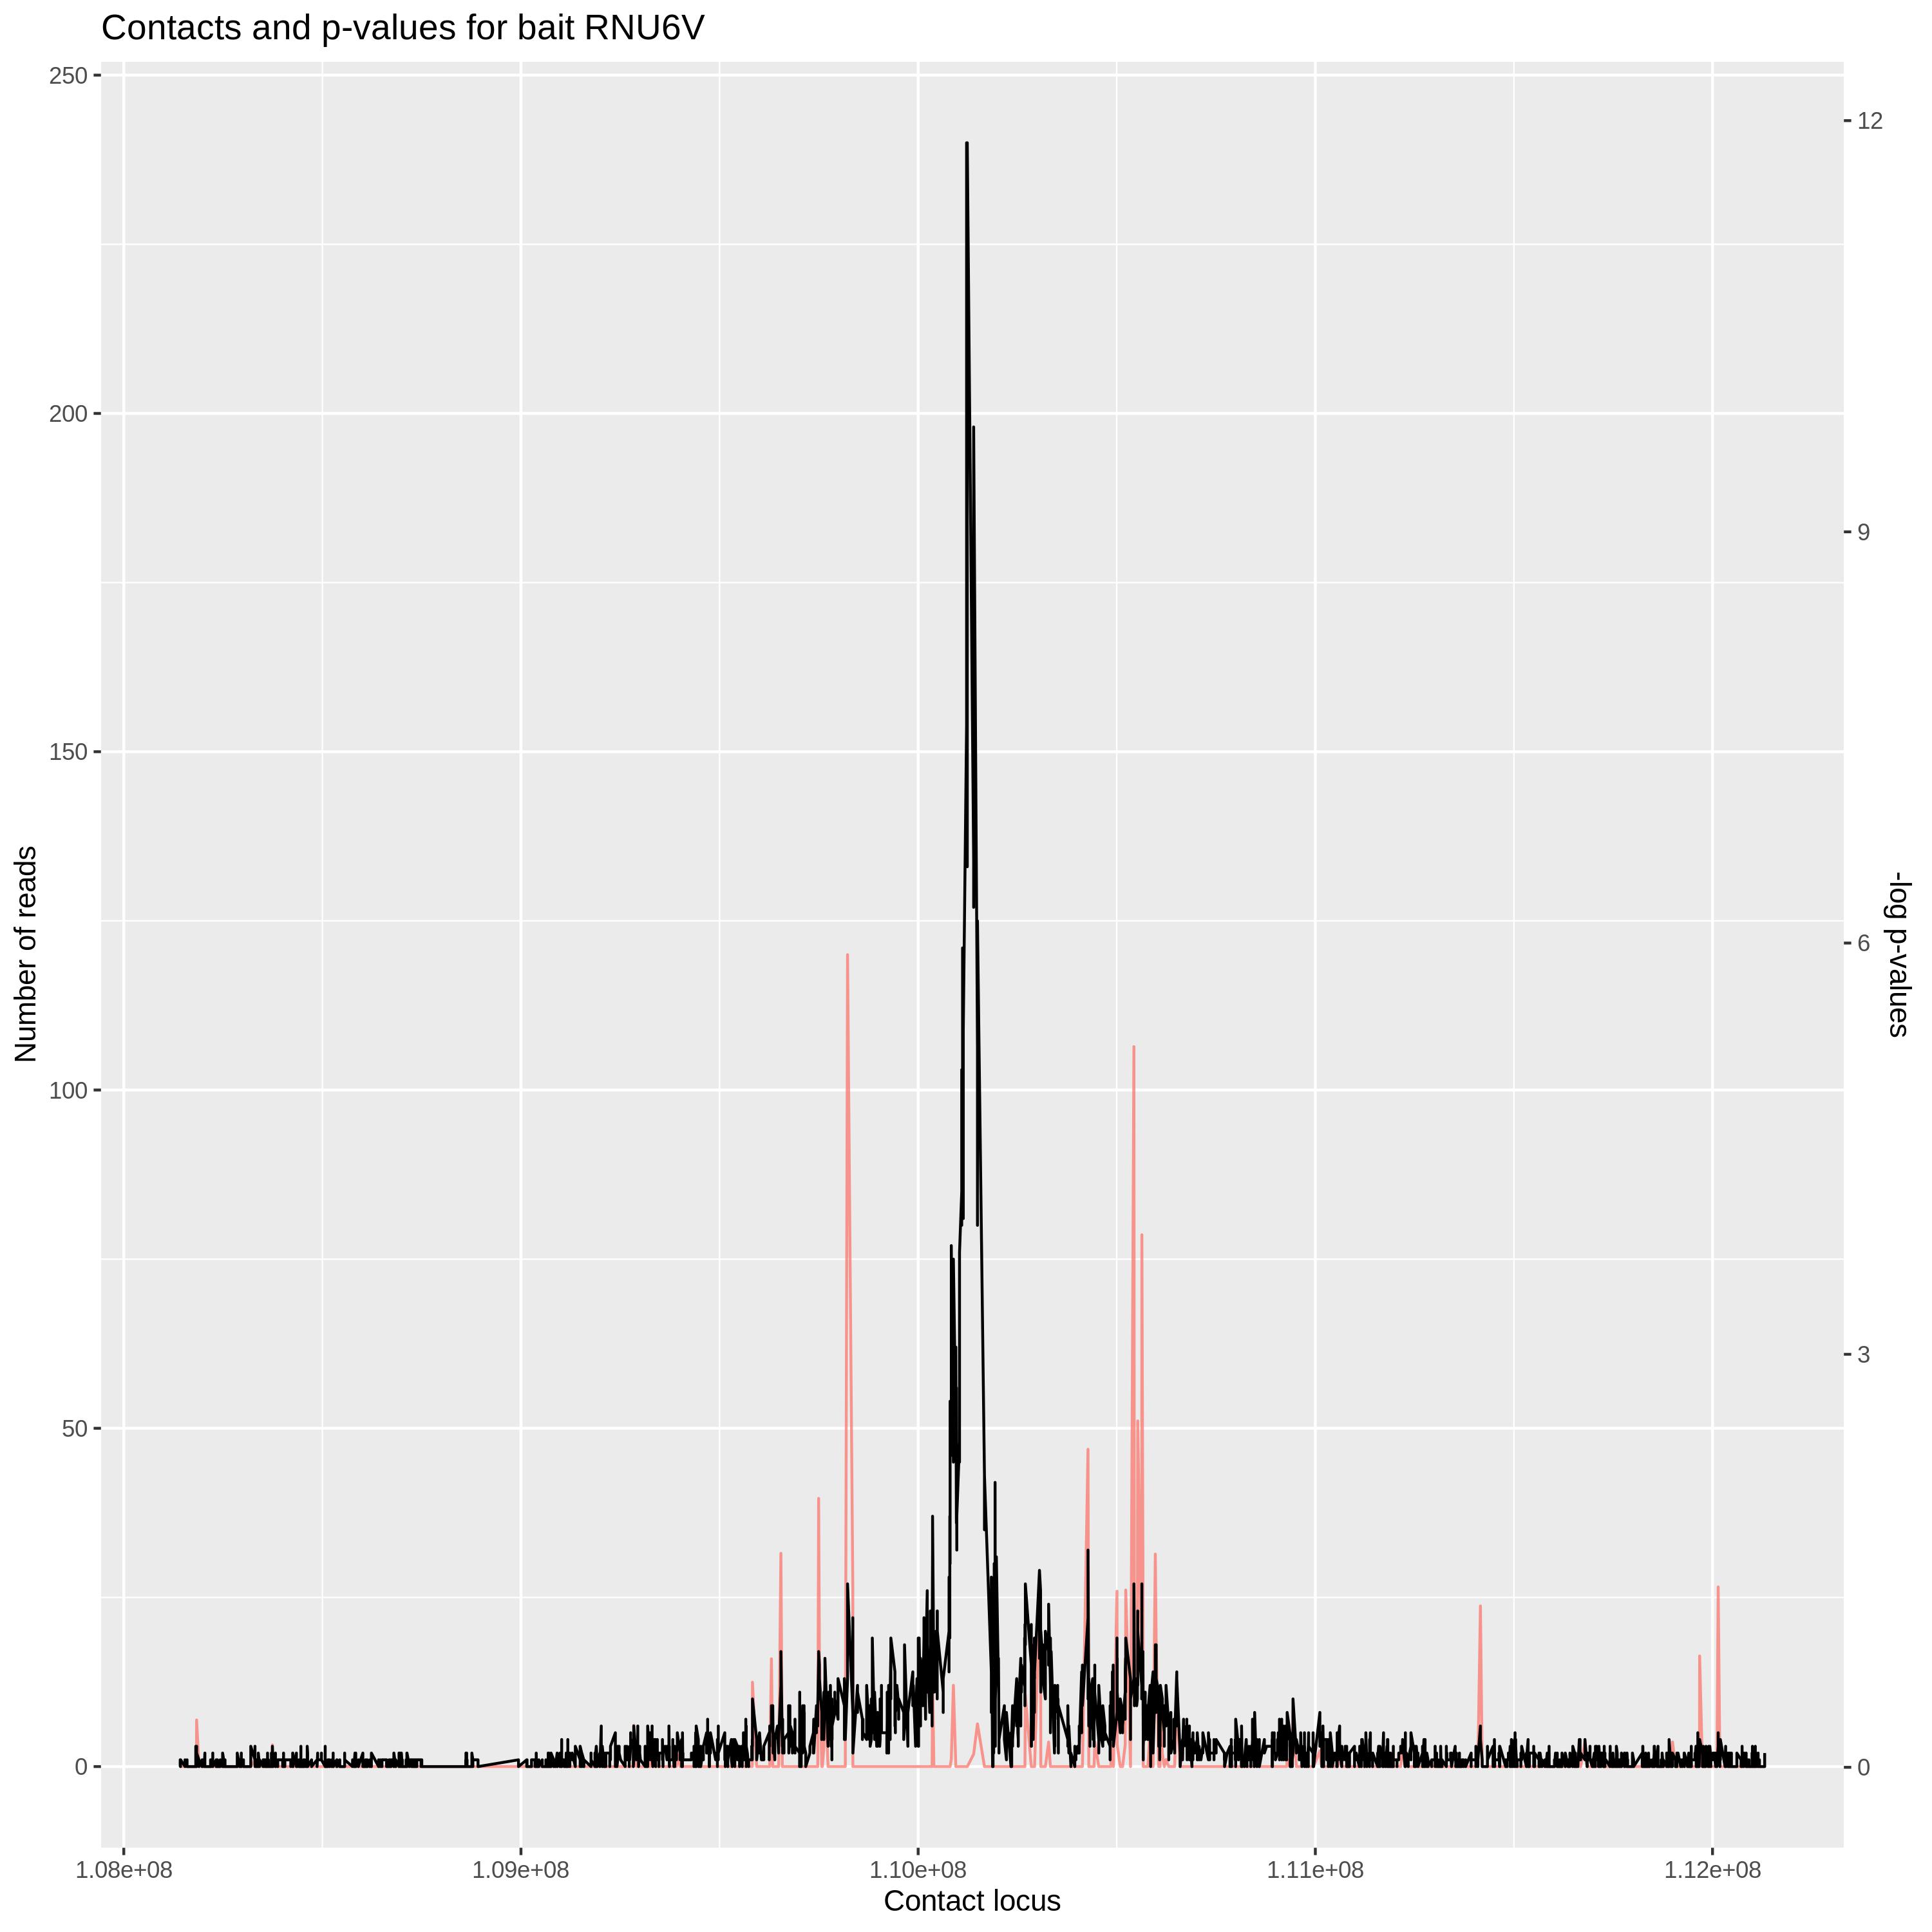 Contacts and p-values for bait RNU6V
250
200
150
100
50
0
12
9
6
3
0
Number of reads
-log p-values
1.08e+08 1.09e+08 1.10e+08 1.11e+08 1.12e+08
Contact locus